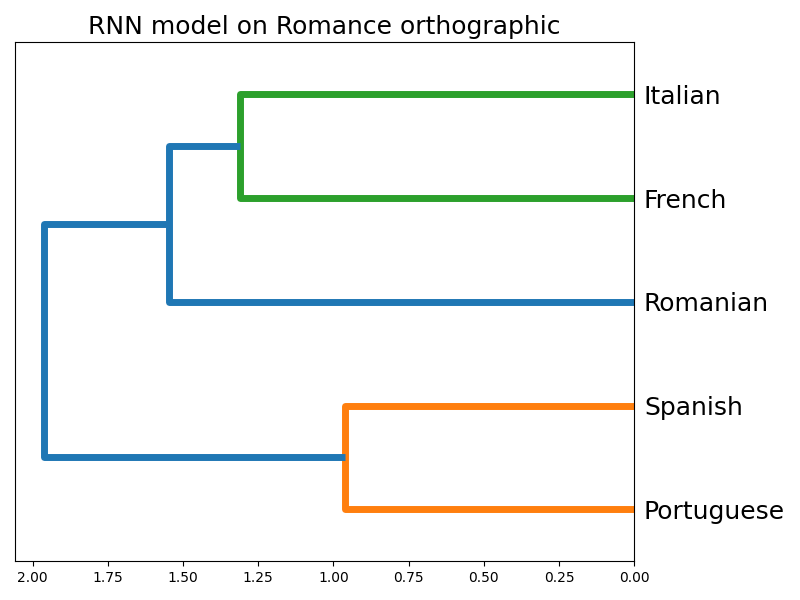 RNN model on Romance orthographic
Italian
French
Romanian
Spanish
Portuguese
2.00 1.75 1.50 1.25 1.00 0.75 0.50 0.25 0.00